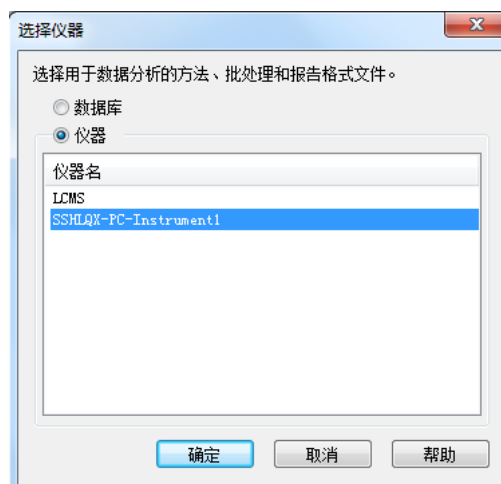 选择仪器
选择用于数据分析的方法、批处理和报告格式文件。
数据库
仪器
仪器名
LCMS
SSHLQX-PC-Instrument1
确定
取消
帮助